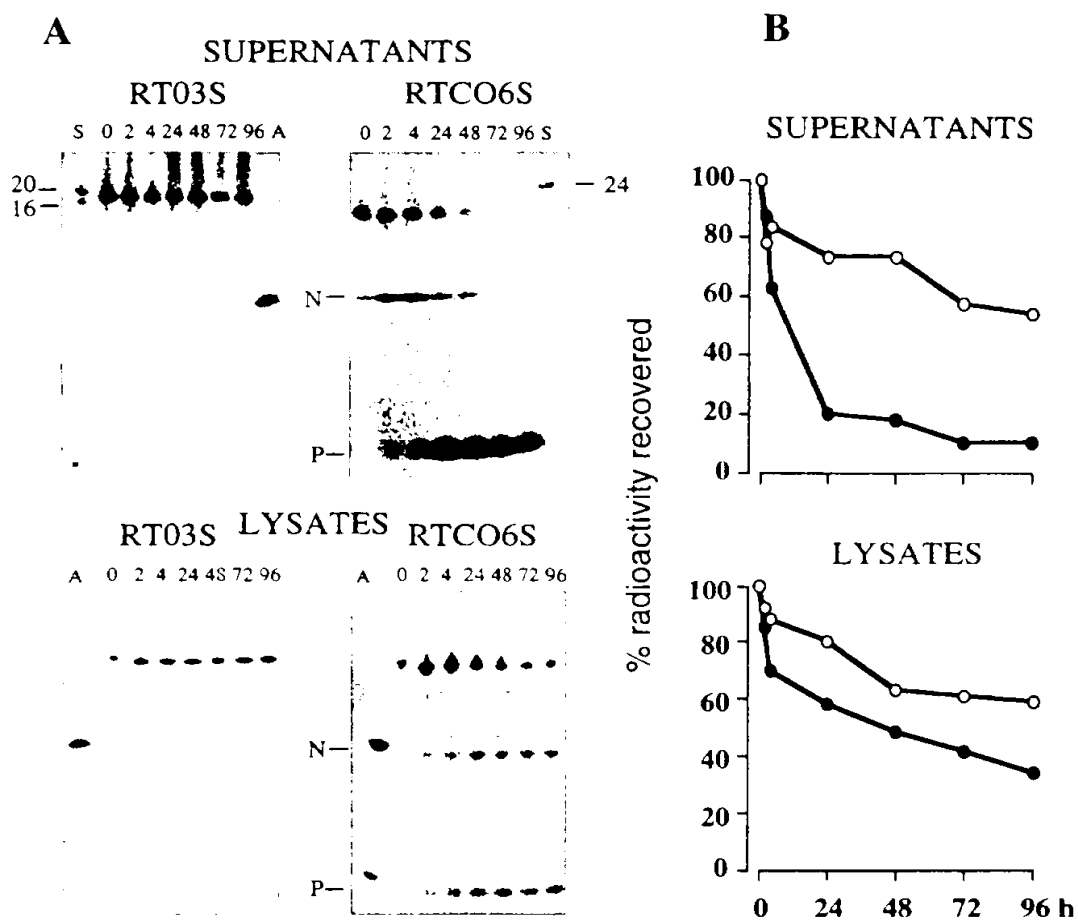 A
SUPERNATANTS
RT03S
RTCO6S
S 0 2 4 24 48 72 96 A
0 2 4 24 48 72 96 S
20
16
24
N
P
LYSATES
RT03S
RTCO6S
A 0 2 4 24 48 72 96
A 0 2 4 24 48 72 96
N
P
B
SUPERNATANTS
% radioactivity recovered
100
80
60
40
20
0
LYSATES
100
80
60
40
20
0
0 24 48 72 96 h